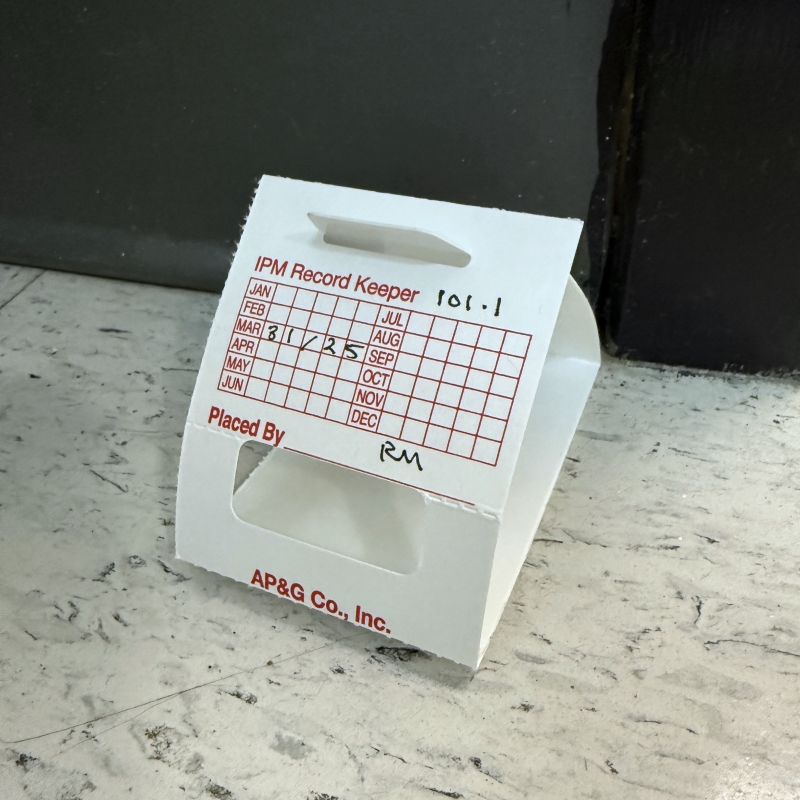 IPM Record Keeper 101.1
JAN JUL
FEB AUG
MAR 31/25 SEP
APR OCT
MAY NOV
JUN DEC
Placed By RM
AP&G Co., Inc.